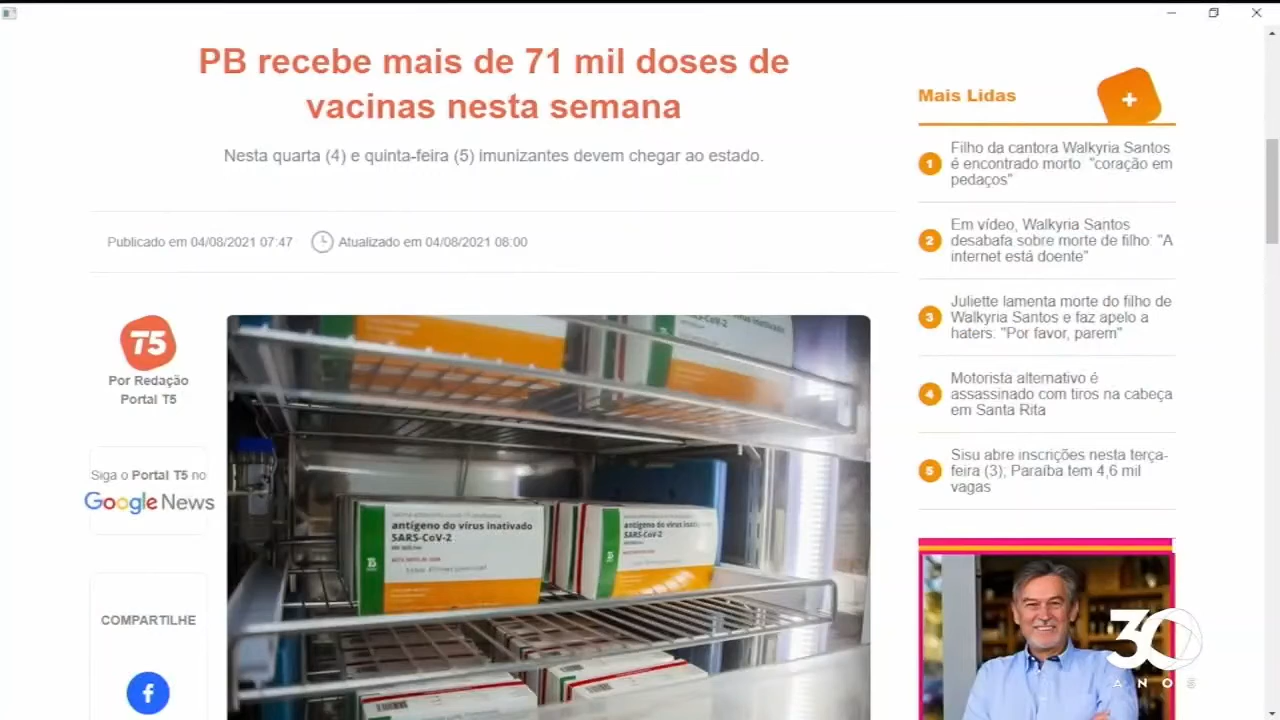 PB recebe mais de 71 mil doses de
vacinas nesta semana
Nesta quarta (4) e quinta-feira (5) imunizantes devem chegar ao estado.
Publicado em 04/08/2021 07:47
Atualizado em 04/08/2021 08:00
T5
Por Redação
Portal T5
Siga o Portal T5 no
Google News
COMPARTILHE
f
CoV-2
inativado
antígeno do vírus inativado
SARS-CoV-2
antígeno do vírus inativ
SARS-CoV-2
Mais Lidas
+
1
Filho da cantora Walkyria Santos
é encontrado morto "coração em
pedaços"
2
Em vídeo, Walkyria Santos
desabafa sobre morte de filho: "A
internet está doente"
3
Juliette lamenta morte do filho de
Walkyria Santos e faz apelo a
haters: "Por favor, parem"
4
Motorista alternativo é
assassinado com tiros na cabeça
em Santa Rita
5
Sisu abre inscrições nesta terça-
feira (3); Paraíba tem 4,6 mil
vagas
30
ANOS